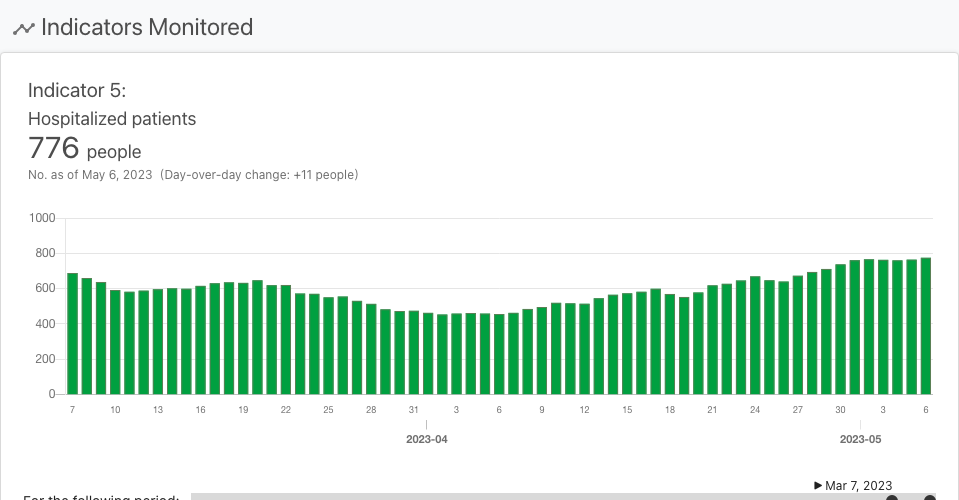 Indicators Monitored
Indicator 5:
Hospitalized patients
776 people
No. as of May 6, 2023 (Day-over-day change: +11 people)
1000
800
600
400
200
0
7 10 13 16 19 22 25 28 31 3 6 9 12 15 18 21 24 27 30 3 6
2023-04 2023-05
▶ Mar 7, 2023
For the following period: